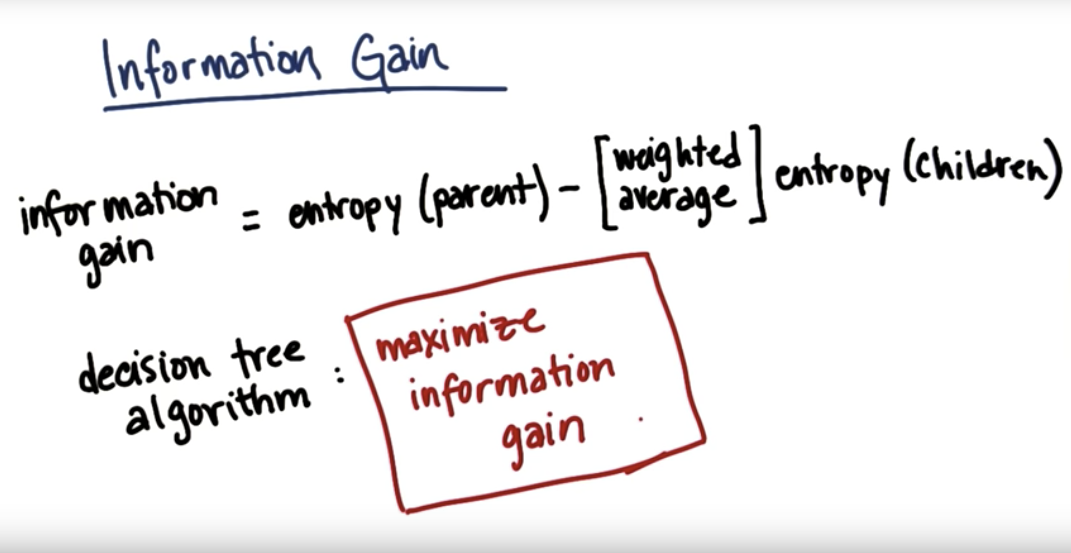 Information Gain
information gain = entropy (parent) - [weighted average] entropy (children)
decision tree algorithm : maximize information gain